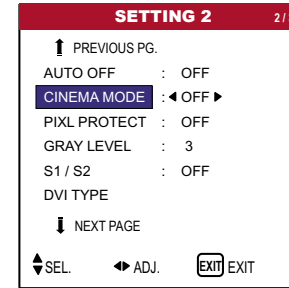 SETTING 2 2/
PREVIOUS PG.
AUTO OFF : OFF
CINEMA MODE : ◀ OFF ▶
PIXL PROTECT : OFF
GRAY LEVEL : 3
S1 / S2 : OFF
DVI TYPE
NEXT PAGE
SEL. ADJ. EXIT EXIT